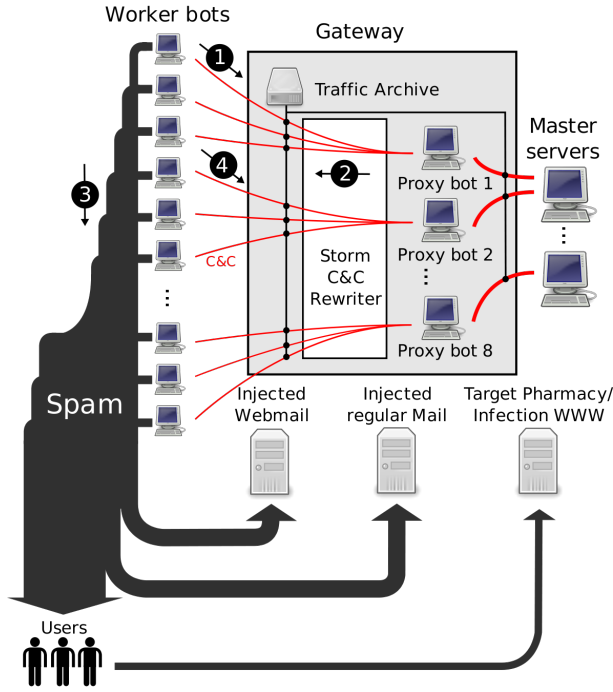 Worker bots
Gateway
1
Traffic Archive
Master
servers
4
2
3
Proxy bot 1
Proxy bot 2
C&C
Storm
C&C
Rewriter
...
...
...
Proxy bot 8
Spam
Injected
Webmail
Injected
regular Mail
Target Pharmacy/
Infection WWW
Users